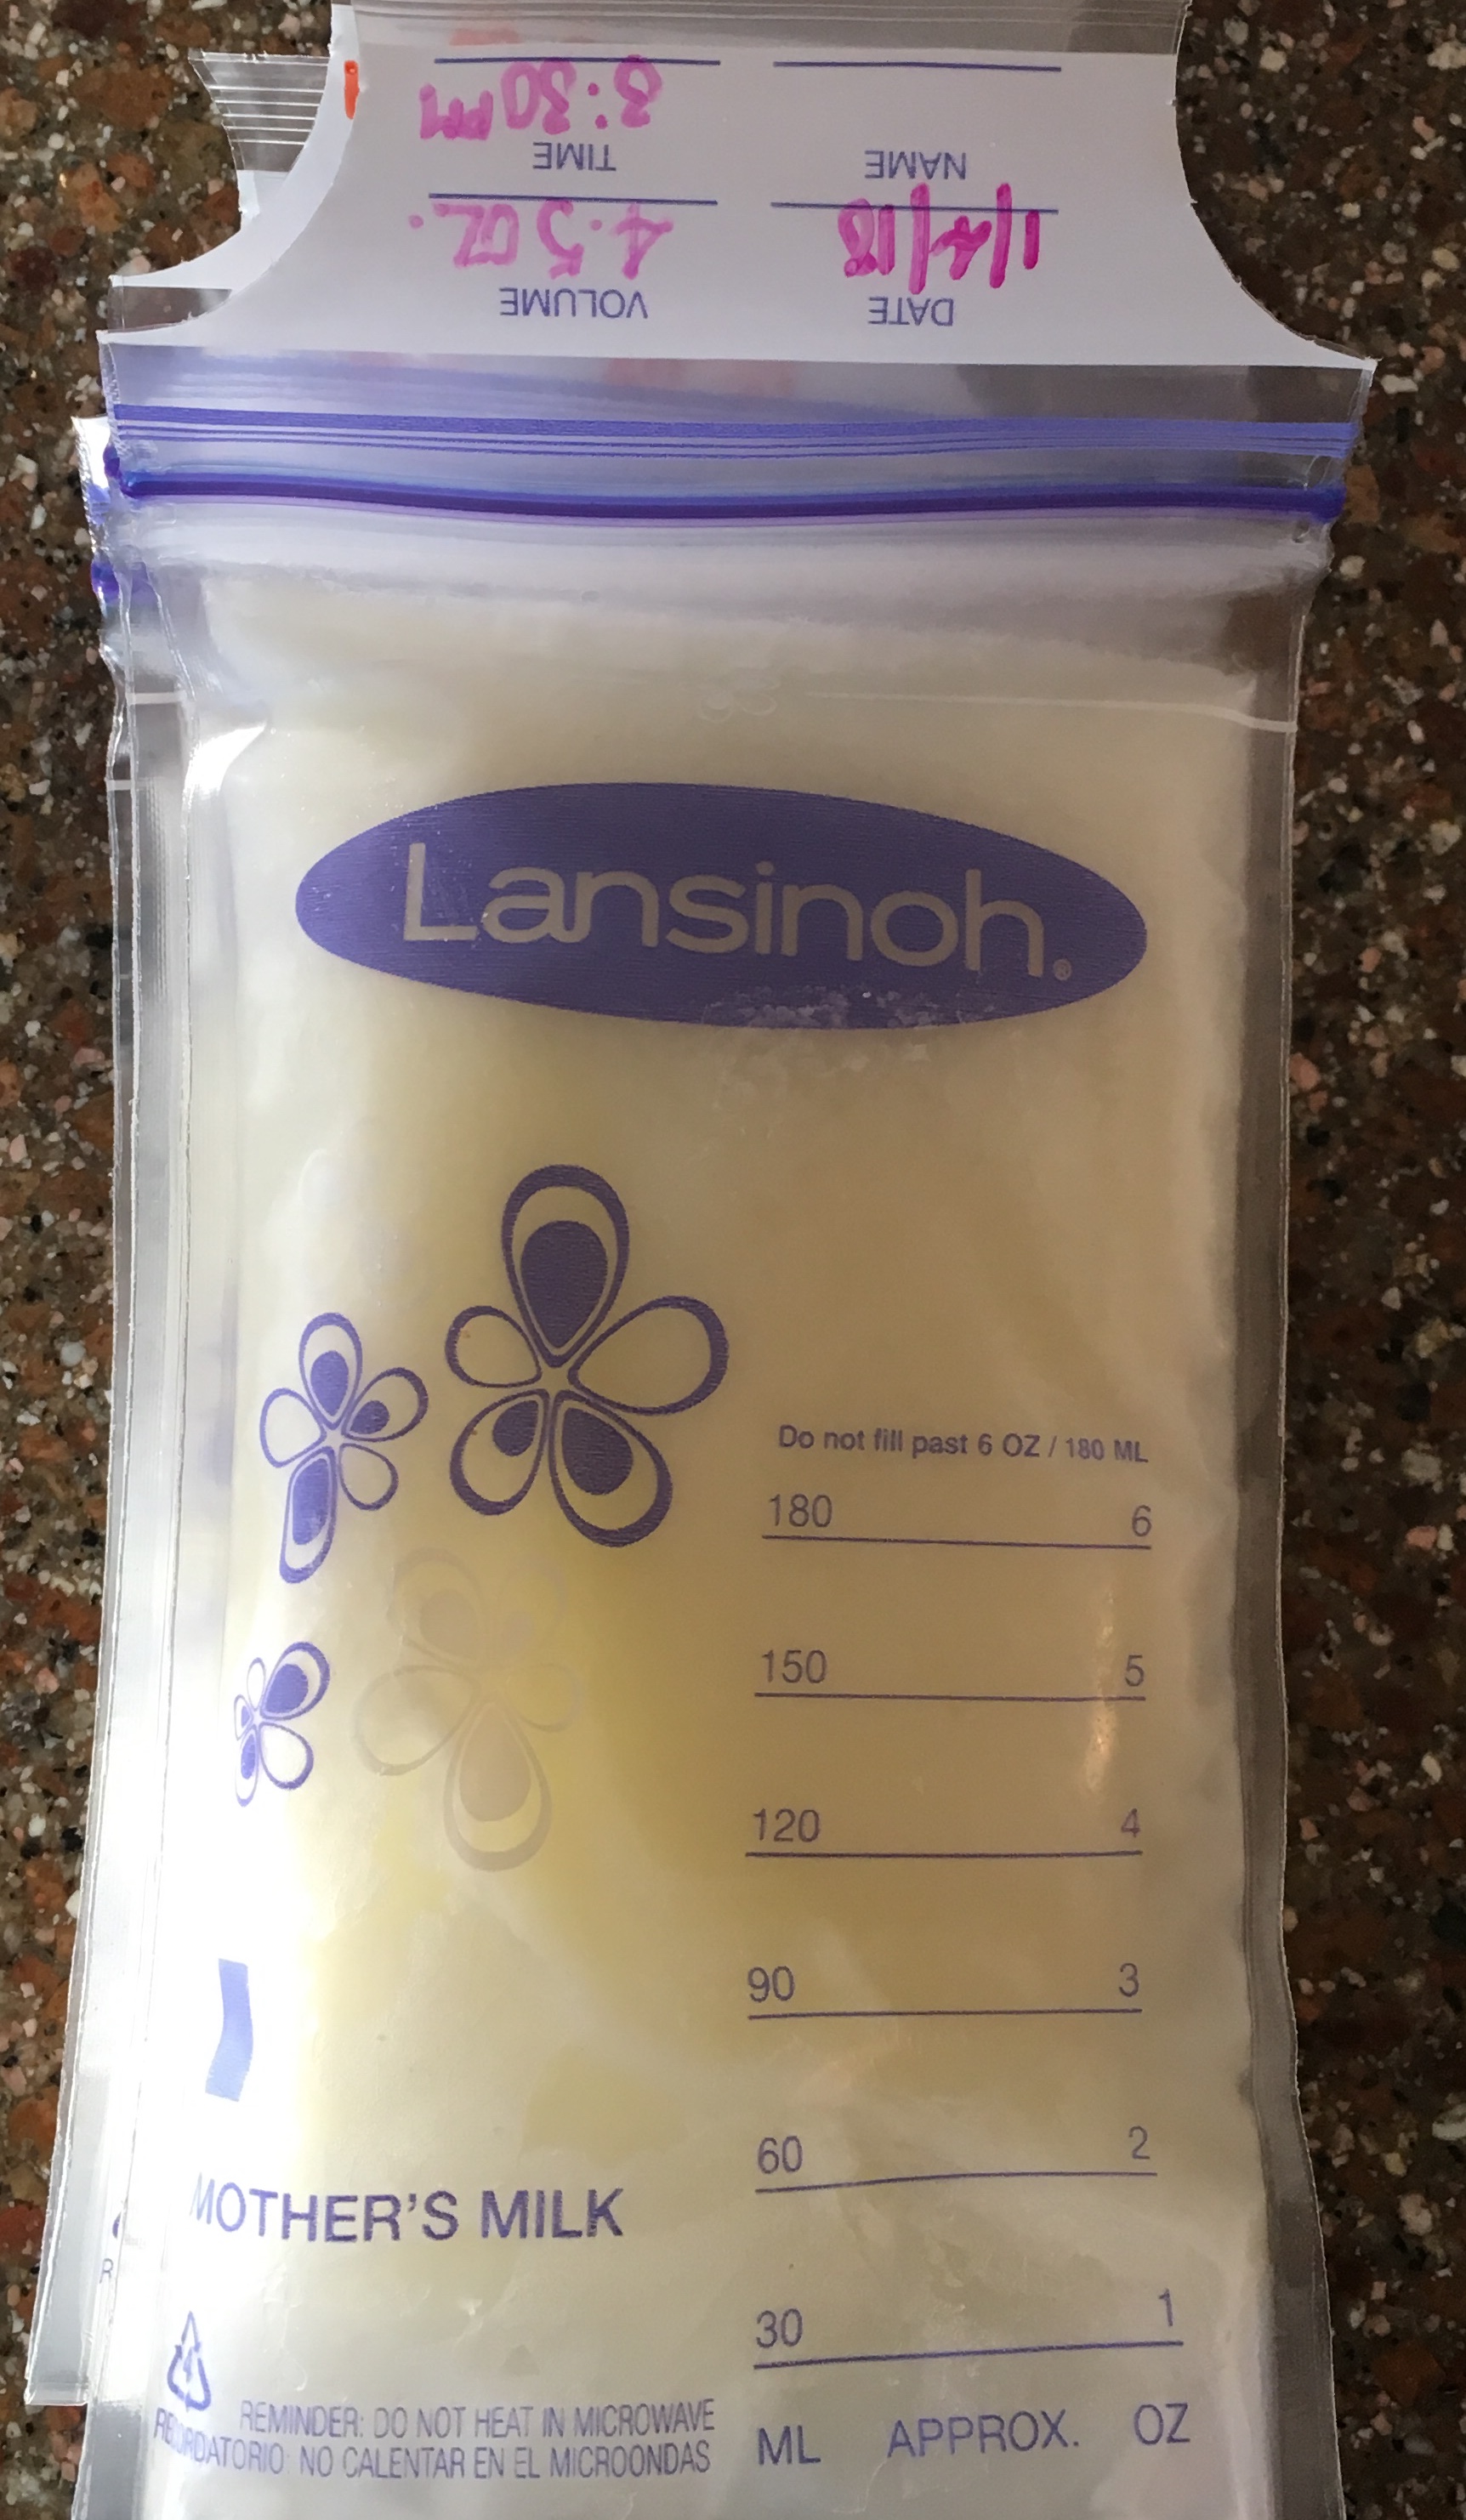 DATE 1/4/18 VOLUME 4.5 OZ.
NAME TIME 3:30 PM
Lansinoh®
Do not fill past 6 OZ / 180 ML
180 6
150 5
120 4
90 3
60 2
MOTHER'S MILK
30 1
REMINDER: DO NOT HEAT IN MICROWAVE
RECORDATORIO: NO CALENTAR EN EL MICROONDAS
ML APPROX. OZ